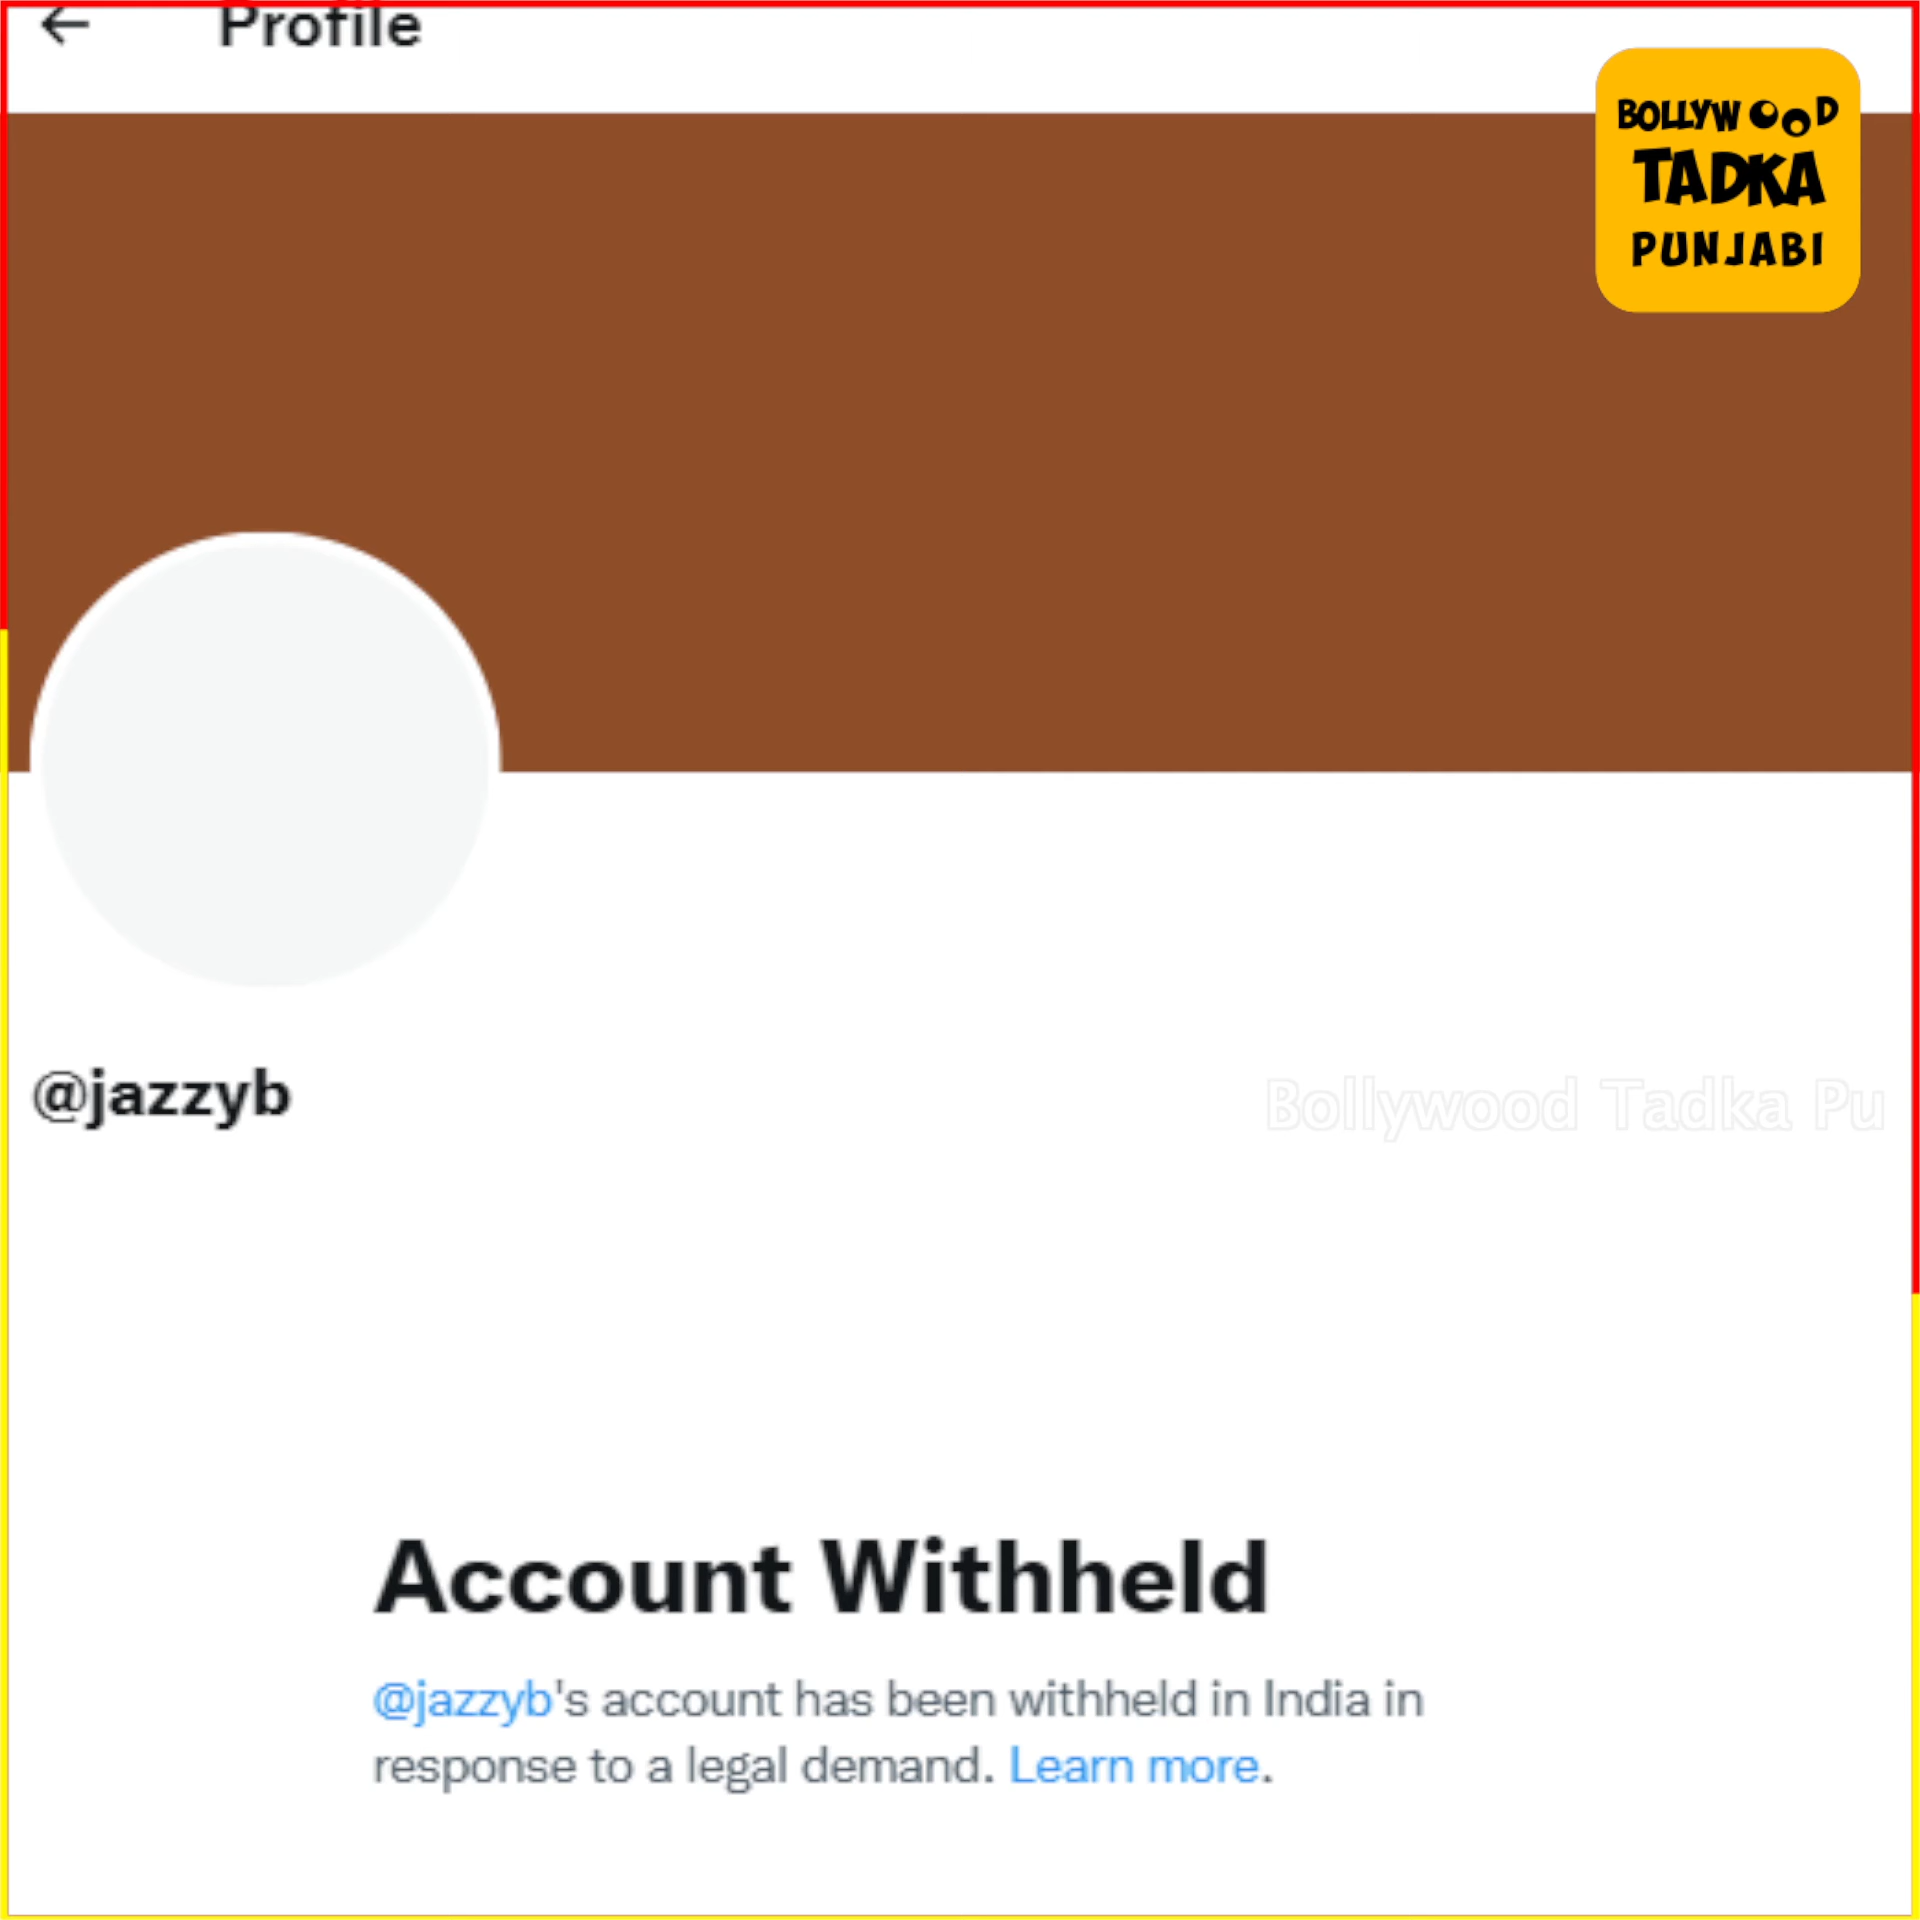 Profile
BOLLYWOOD
TADKA
PUNJABI
@jazzyb
Bollywood Tadka Pu
Account Withheld
@jazzyb's account has been withheld in India in
response to a legal demand. Learn more.